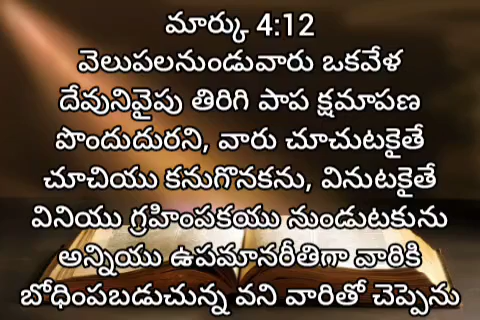 మార్కు 4:12
వెలుపలనుండువారు ఒకవేళ
దేవునివైపు తిరిగి పాప క్షమాపణ
పొందుదురని, వారు చూచుటకైతే
చూచియు కనుగొనకను, వినుటకైతే
వినియు గ్రహింపకయు నుండుటకును
అన్నియు ఉపమానరీతిగా వారికి
బోధింపబడుచున్న వని వారితో చెప్పెను